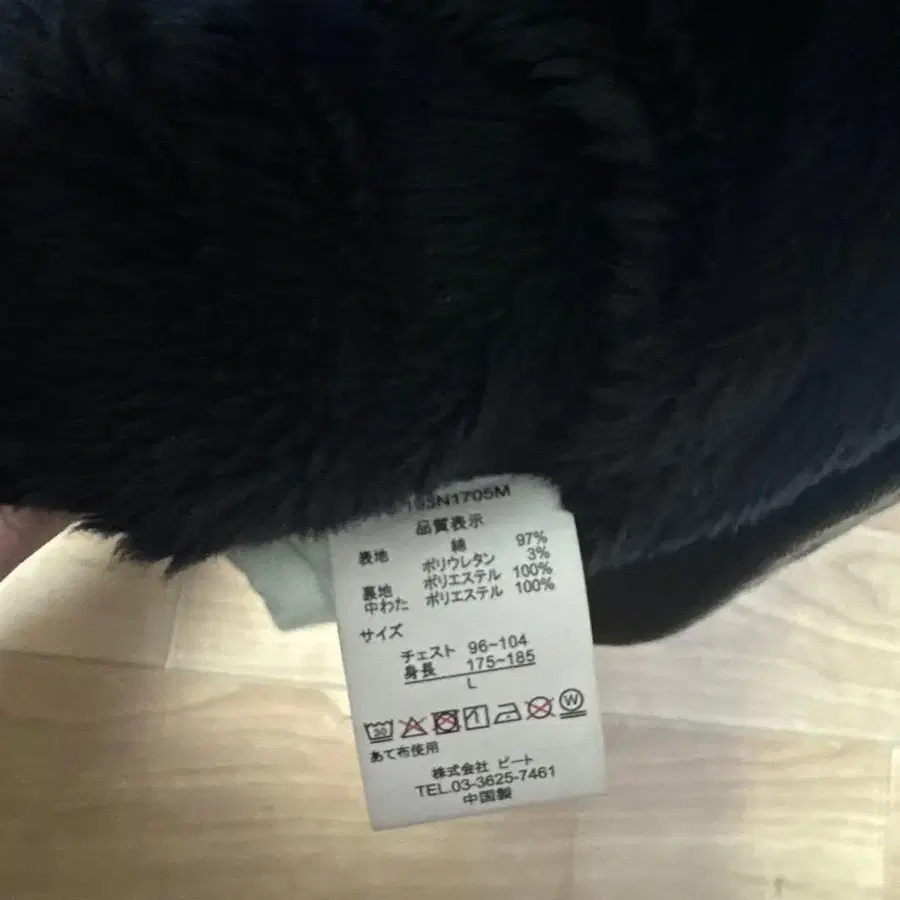 193N1705M
品質表示
表地 綿 97%
ポリウレタン 3%
裏地 ポリエステル 100%
中わた ポリエステル 100%
サイズ
チェスト 96~104
身長 175~185
L
30 W
あて布使用
株式会社 ビート
TEL.03-3625-7461
中国製